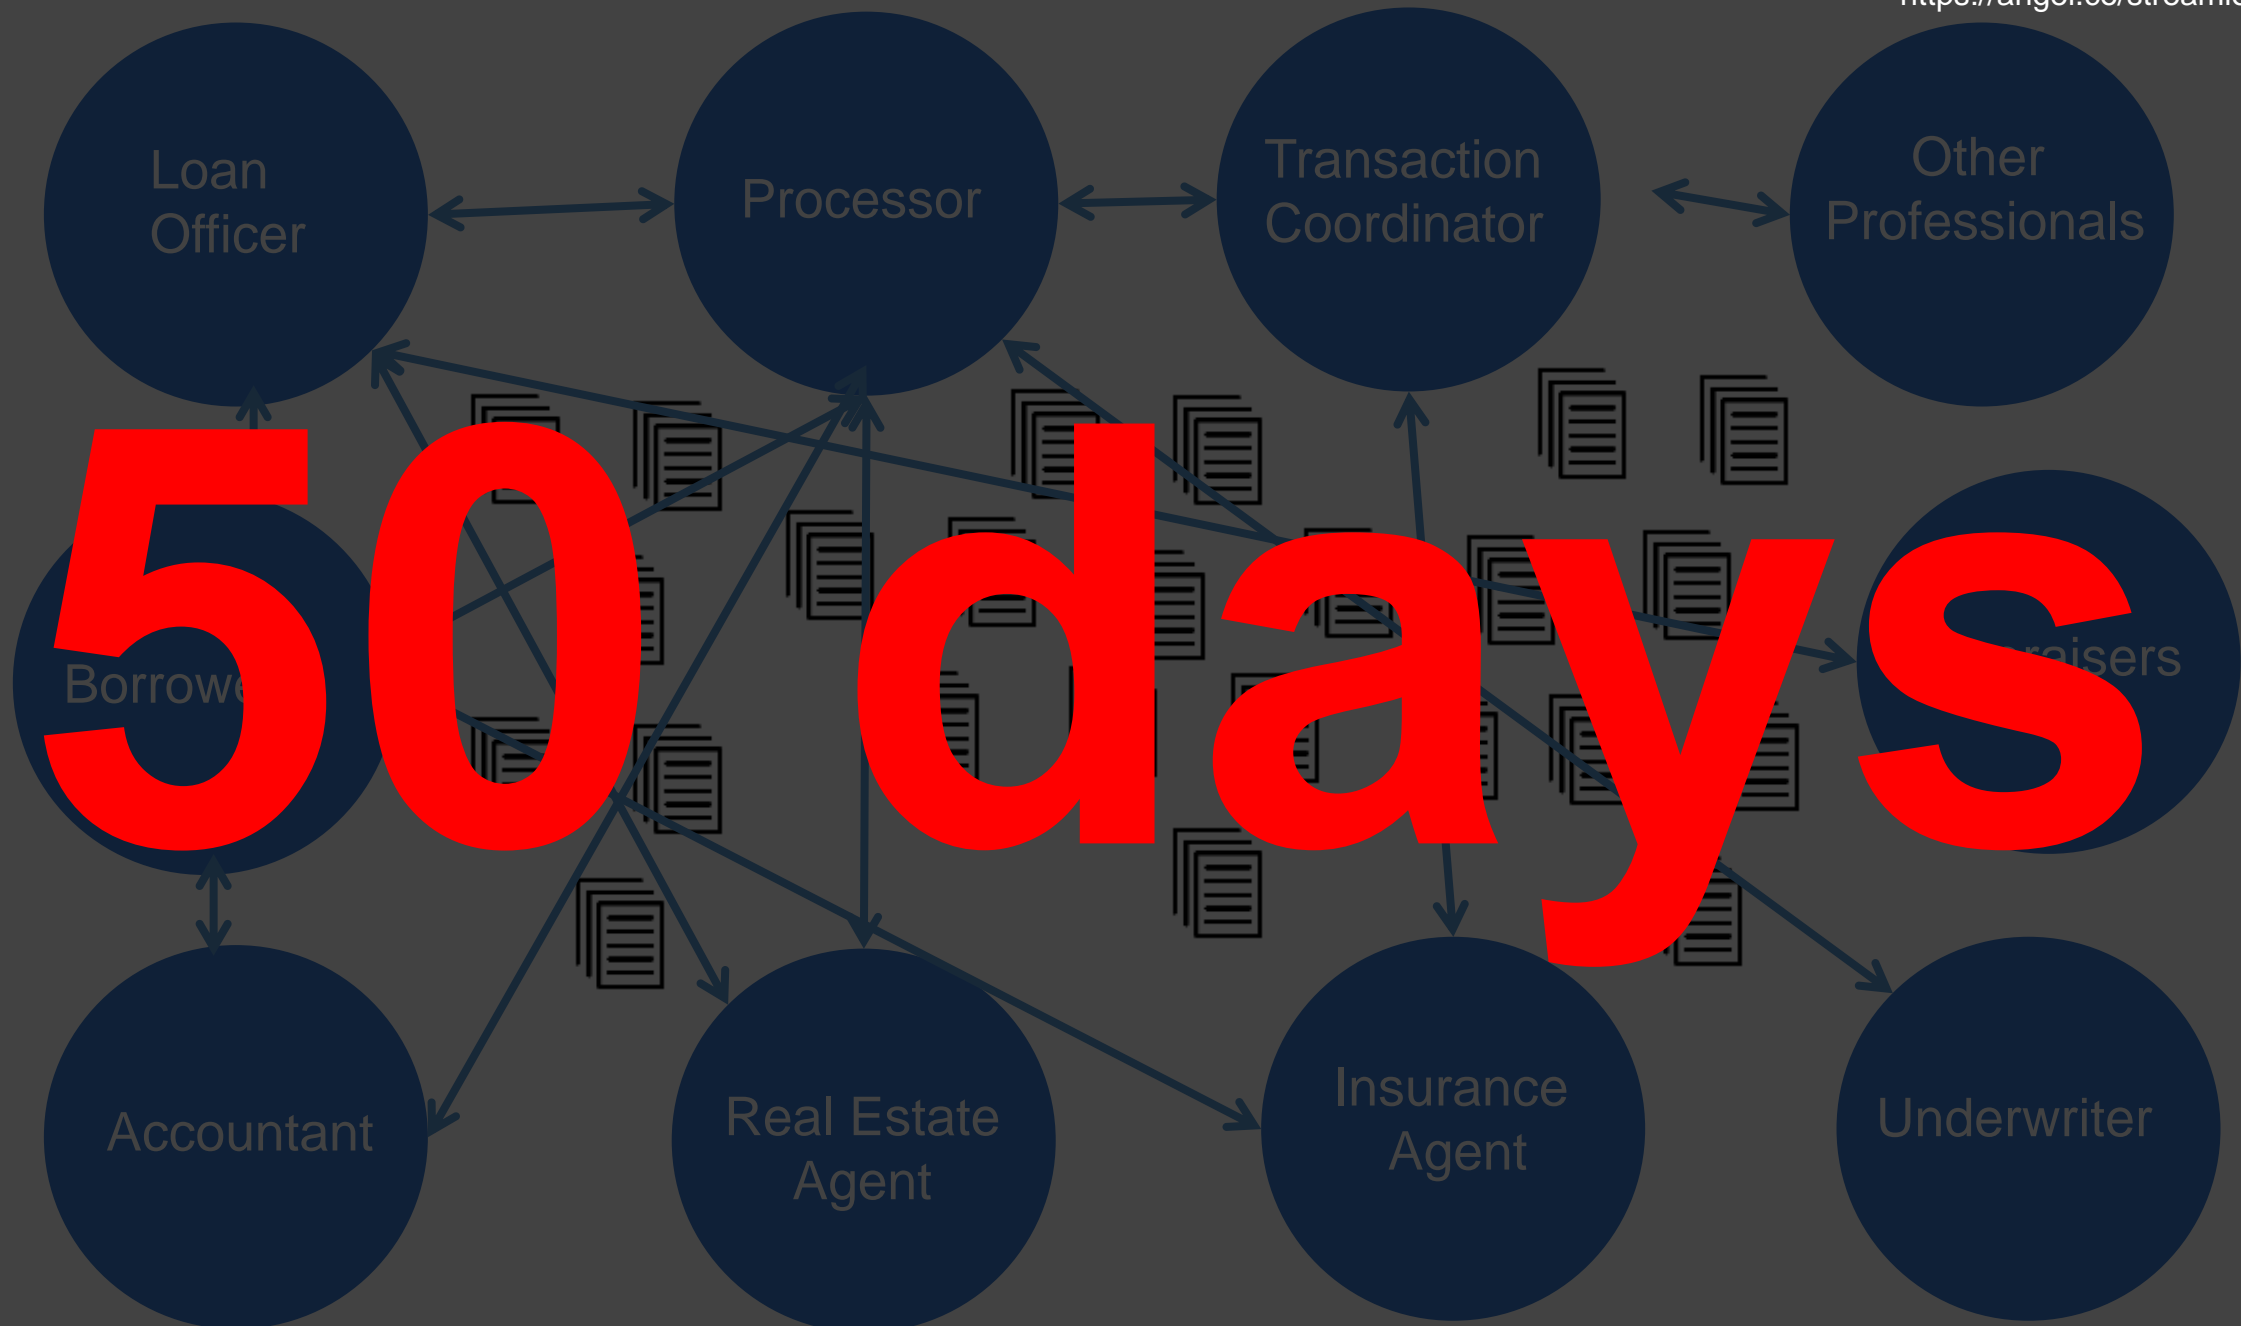 Loan
Officer
Processor
Transaction
Coordinator
Other
Professionals
50 days
Accountant
Real Estate
Agent
Insurance
Agent
Underwriter